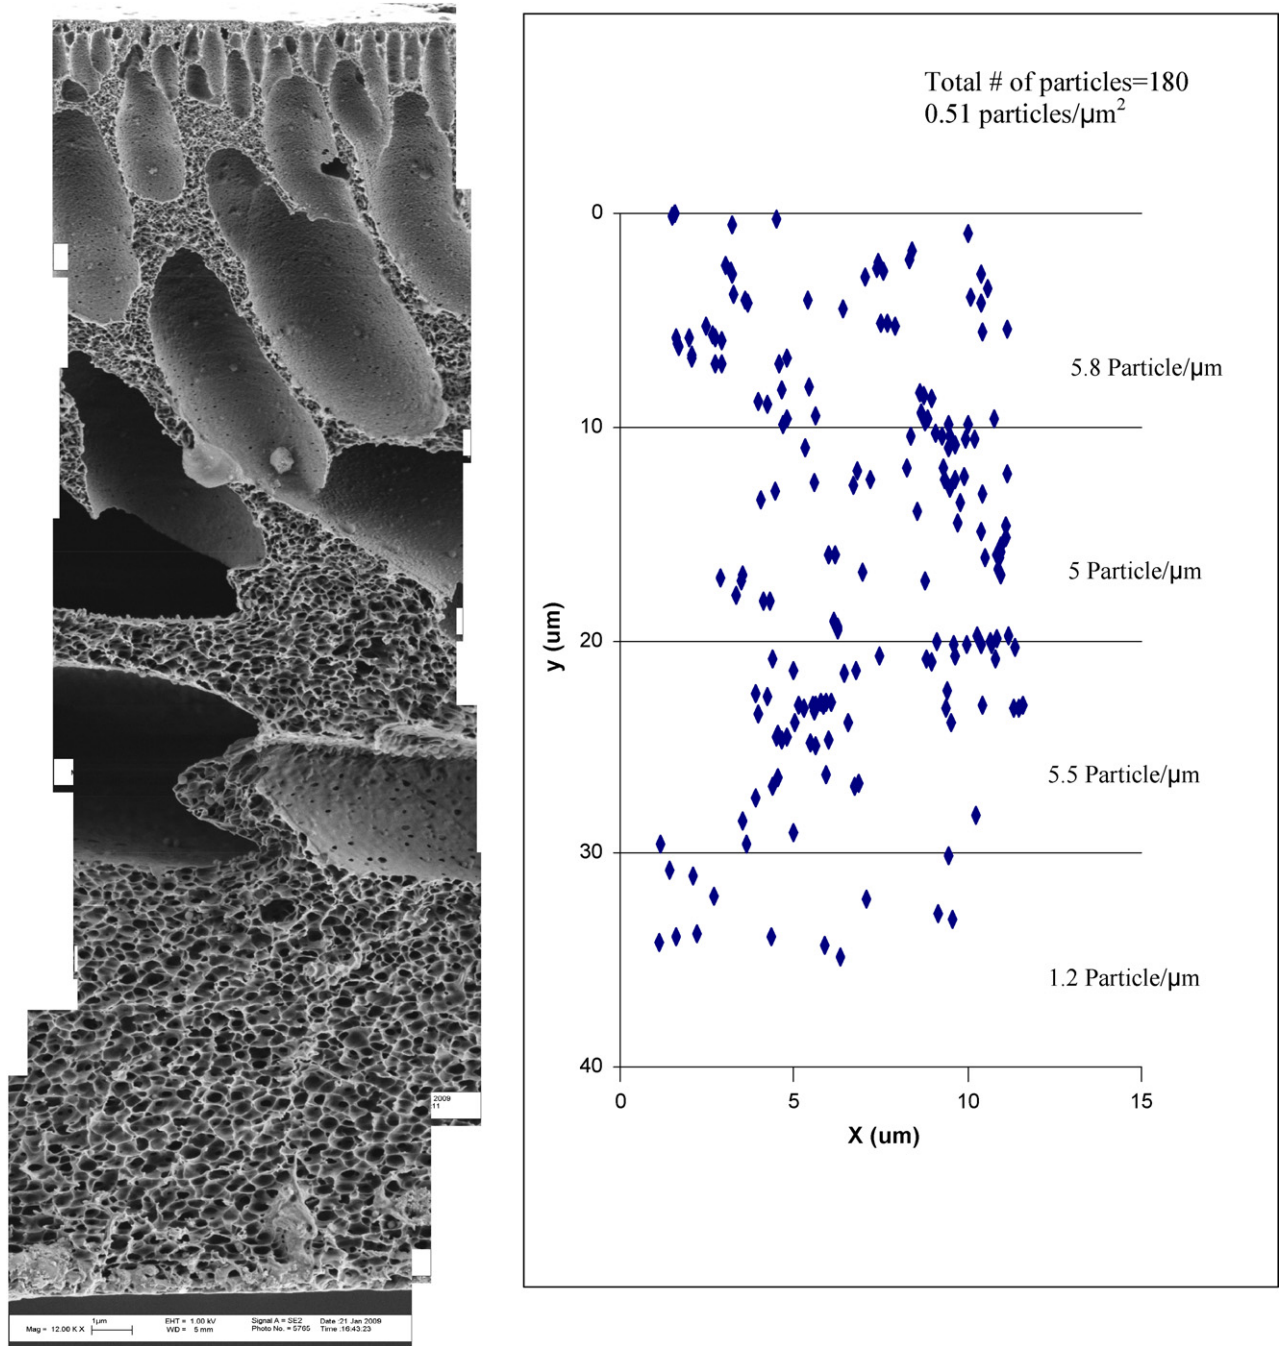 Total # of particles=180
0.51 particles/µm²
0
5.8 Particle/µm
10
5 Particle/µm
y (um)
20
5.5 Particle/µm
30
1.2 Particle/µm
40
0 5 10 15
X (um)
2009
11
Mag = 12.00 K X 1µm EHT = 1.00 kV Signal A = SE2 Date :21 Jan 2009
WD = 5 mm Photo No. = 5765 Time :16:43:23